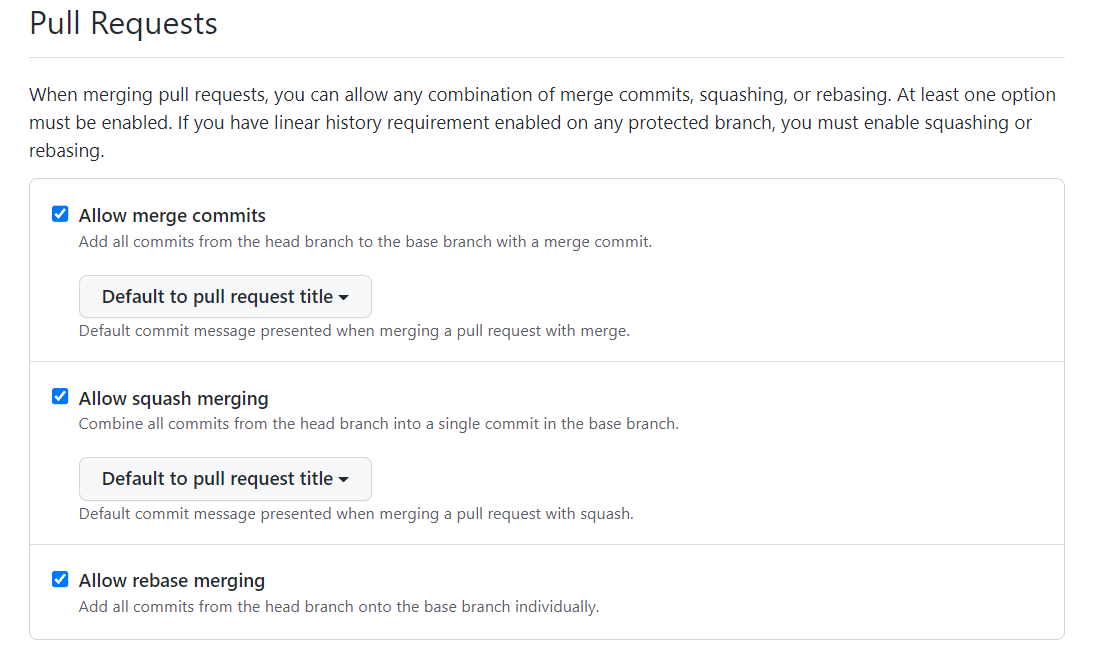 Pull Requests
When merging pull requests, you can allow any combination of merge commits, squashing, or rebasing. At least one option
must be enabled. If you have linear history requirement enabled on any protected branch, you must enable squashing or
rebasing.
Allow merge commits
Add all commits from the head branch to the base branch with a merge commit.
Default to pull request title
Default commit message presented when merging a pull request with merge.
Allow squash merging
Combine all commits from the head branch into a single commit in the base branch.
Default to pull request title
Default commit message presented when merging a pull request with squash.
Allow rebase merging
Add all commits from the head branch onto the base branch individually.